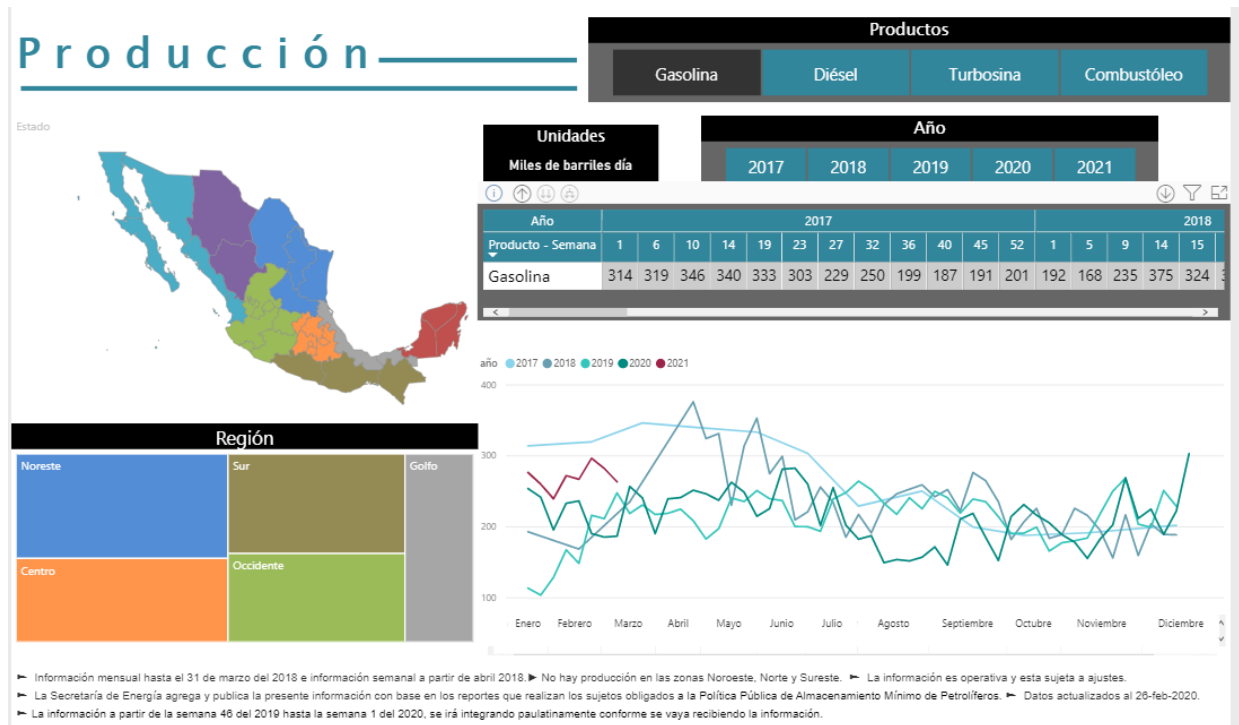 Producción
Productos
Gasolina Diésel Turbosina Combustóleo
Estado
Unidades
Miles de barriles día
Año
2017 2018 2019 2020 2021
Año 2017 2018
Producto - Semana 1 6 10 14 19 23 27 32 36 40 45 52 1 5 9 14 15
Gasolina 314 319 346 340 333 303 229 250 199 187 191 201 192 168 235 375 324
año 2017 2018 2019 2020 2021
400
300
200
100
Enero Febrero Marzo Abril Mayo Junio Julio Agosto Septiembre Octubre Noviembre Diciembre
Región
Noreste
Sur
Golfo
Centro
Occidente
► Información mensual hasta el 31 de marzo del 2018 e información semanal a partir de abril 2018.► No hay producción en las zonas Noroeste, Norte y Sureste. ► La información es operativa y esta sujeta a ajustes.
► La Secretaría de Energía agrega y publica la presente información con base en los reportes que realizan los sujetos obligados a la Política Pública de Almacenamiento Mínimo de Petrolíferos. ► Datos actualizados al 26-feb-2020.
► La información a partir de la semana 46 del 2019 hasta la semana 1 del 2020, se irá integrando paulatinamente conforme se vaya recibiendo la información.